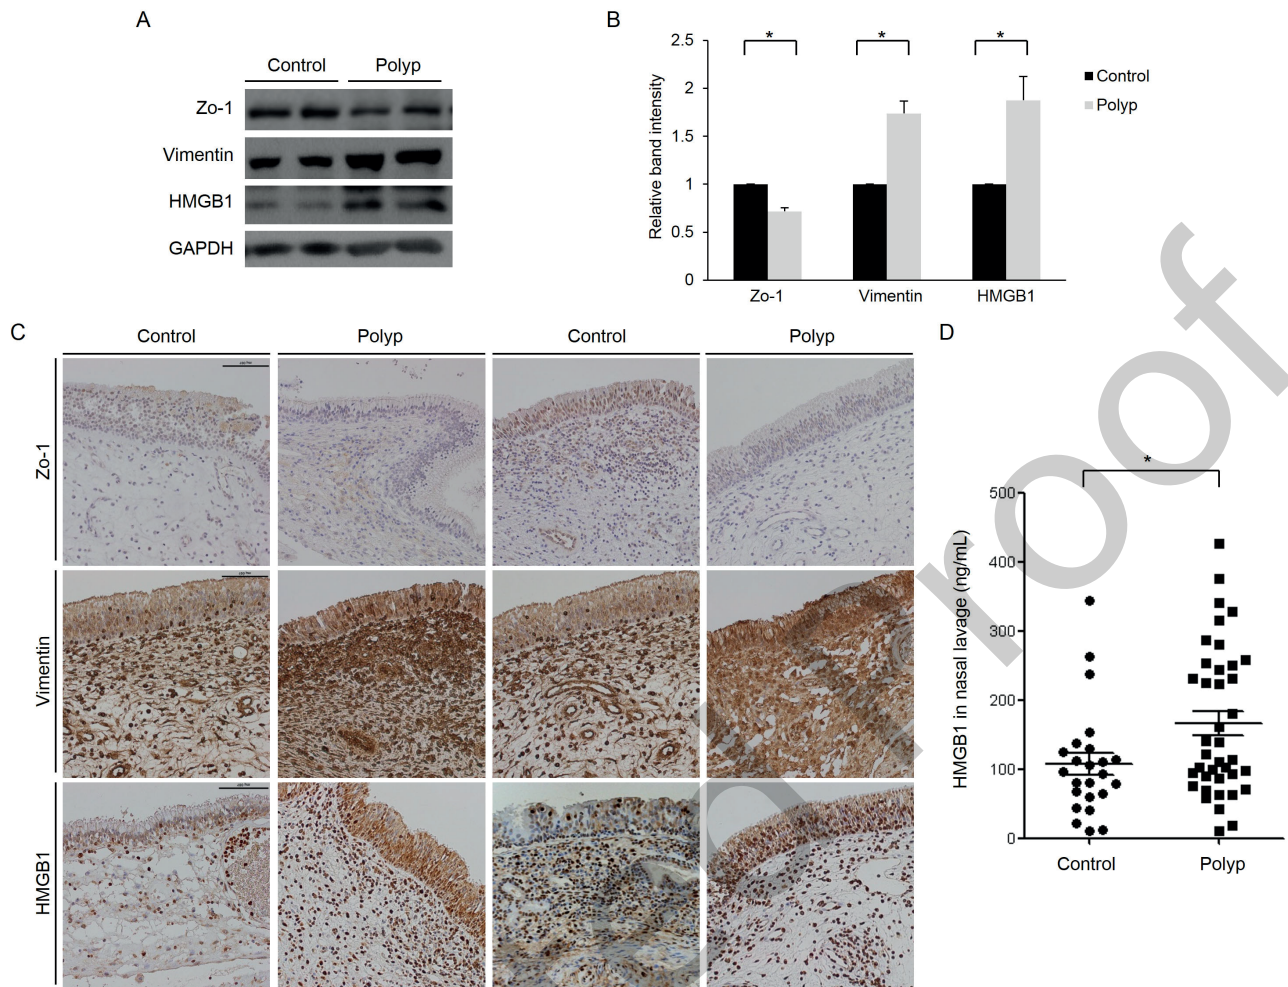 A
Control Polyp
Zo-1
Vimentin
HMGB1
GAPDH
B
2.5
2
1.5
1
0.5
0
Relative band intensity
* * *
Control
Polyp
Zo-1 Vimentin HMGB1
C
Control Polyp Control Polyp
Zo-1
Vimentin
HMGB1
D
*
500
400
300
200
100
0
HMGB1 in nasal lavage (ng/mL)
Control Polyp